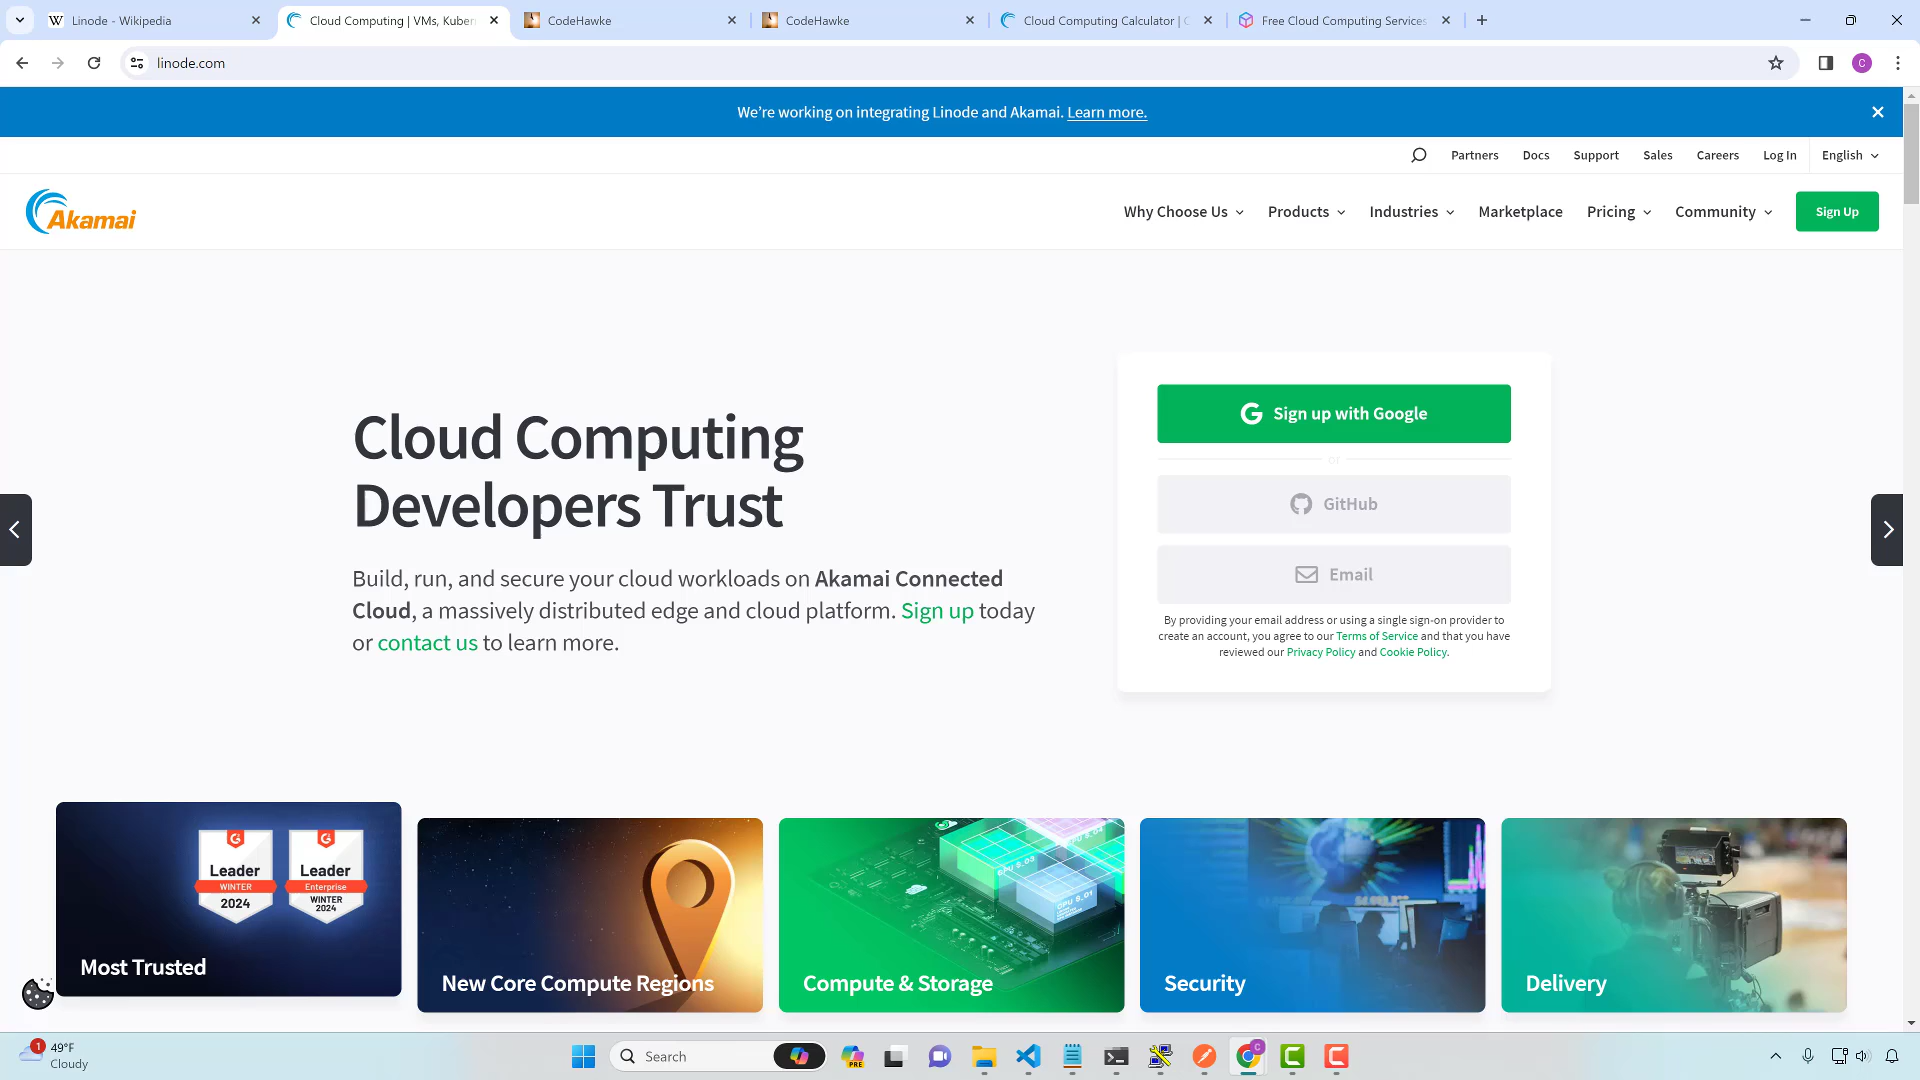 Linode - Wikipedia
Cloud Computing | VMs, Kuber
CodeHawke
CodeHawke
Cloud Computing Calculator | C
Free Cloud Computing Services
linode.com
C
We're working on integrating Linode and Akamai. Learn more.
Partners
Docs
Support
Sales
Careers
Log In
English
Akamai
Why Choose Us
Products
Industries
Marketplace
Pricing
Community
Sign Up
Cloud Computing
Developers Trust
Build, run, and secure your cloud workloads on Akamai Connected
Cloud, a massively distributed edge and cloud platform. Sign up today
or contact us to learn more.
Sign up with Google
or
GitHub
Email
By providing your email address or using a single sign-on provider to
create an account, you agree to our Terms of Service and that you have
reviewed our Privacy Policy and Cookie Policy.
Leader
WINTER
2024
Leader
Enterprise
WINTER
2024
Most Trusted
New Core Compute Regions
Compute & Storage
Security
Delivery
1
49°F
Cloudy
Search
PRE
C